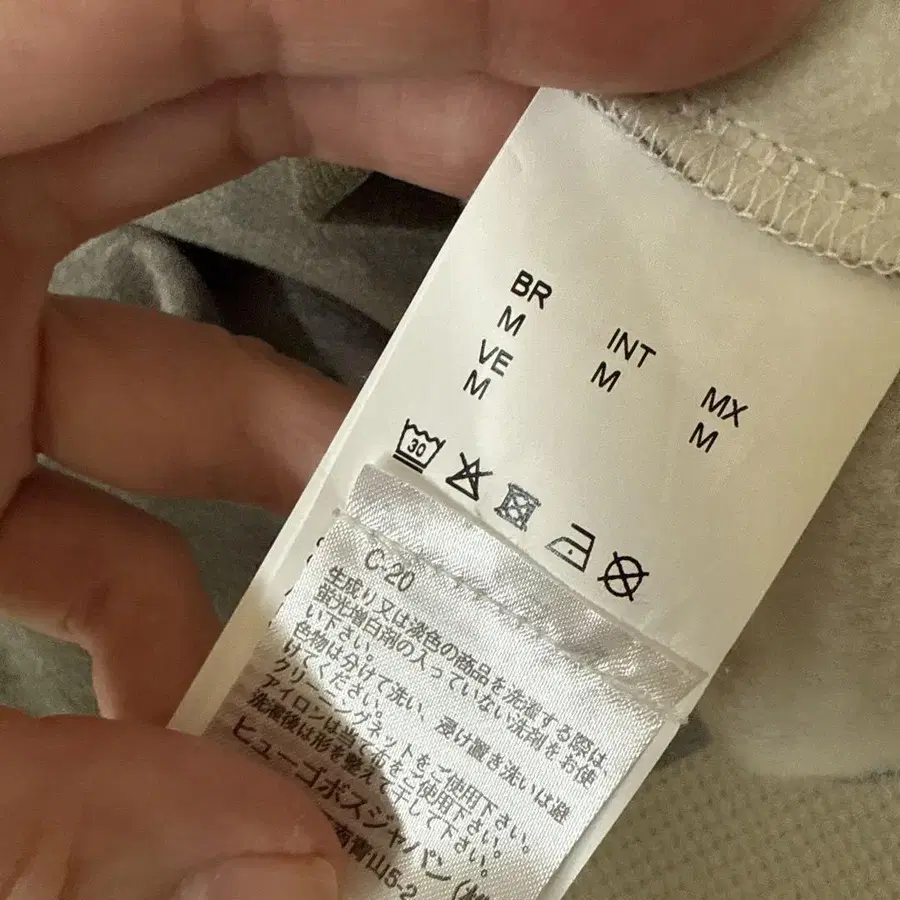 BR
M
VE
M
INT
M
MX
M
30
C-20
生成り又は淡色の商品を洗濯する際は、
蛍光増白剤の入っていない洗剤をお使
い下さい。
色物は分けて洗い、浸け置き洗いは避
けてください。
クリーニングネットをご使用下さい。
アイロンは当て布をご使用下さい。
洗濯後は形を整えて干して下さい。
ヒューゴボスジャパン(株
南青山5-2